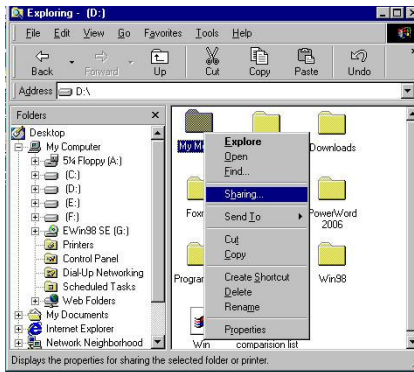 Exploring - (D:)
File Edit View Go Favorites Tools Help
Back Forward Up Cut Copy Paste Undo
Address D:\
Folders
Desktop
My Computer
5¼ Floppy (A:)
(C:)
(D:)
(E:)
(F:)
EWin98 SE (G:)
Printers
Control Panel
Dial-Up Networking
Scheduled Tasks
Web Folders
My Documents
Internet Explorer
Network Neighborhood
My M
Downloads
Foxm
PowerWord
2006
Program
Win98
Win
comparision list
Explore
Open
Find...
Sharing...
Send To
Cut
Copy
Create Shortcut
Delete
Rename
Properties
Displays the properties for sharing the selected folder or printer.